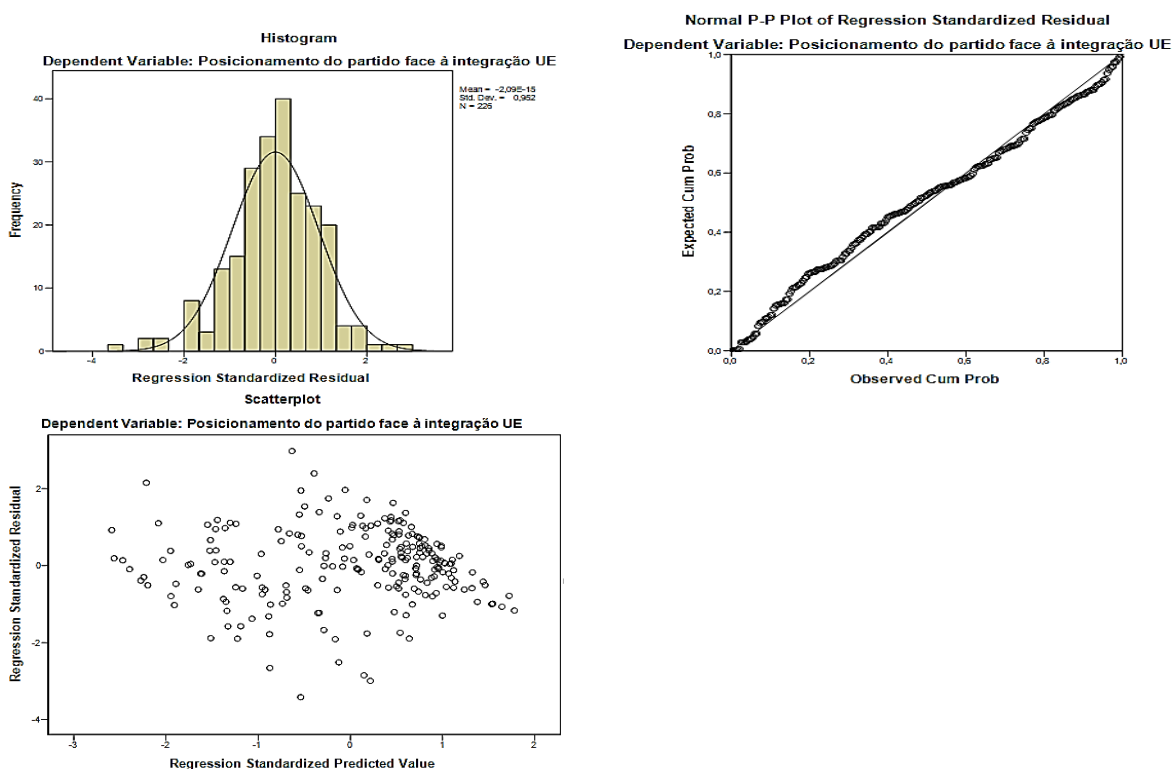 Histogram
Dependent Variable: Posicionamento do partido face à integração UE
Mean = -2,09E-15
Std. Dev. = 0,952
N = 226
40
30
20
10
0
Frequency
-4
-2
0
2
Regression Standardized Residual
Normal P-P Plot of Regression Standardized Residual
Dependent Variable: Posicionamento do partido face à integração UE
1,0
0,8
0,6
0,4
0,2
0,0
Expected Cum Prob
0,0
0,2
0,4
0,6
0,8
1,0
Observed Cum Prob
Scatterplot
Dependent Variable: Posicionamento do partido face à integração UE
2
0
-2
-4
Regression Standardized Residual
-3
-2
-1
0
1
2
Regression Standardized Predicted Value